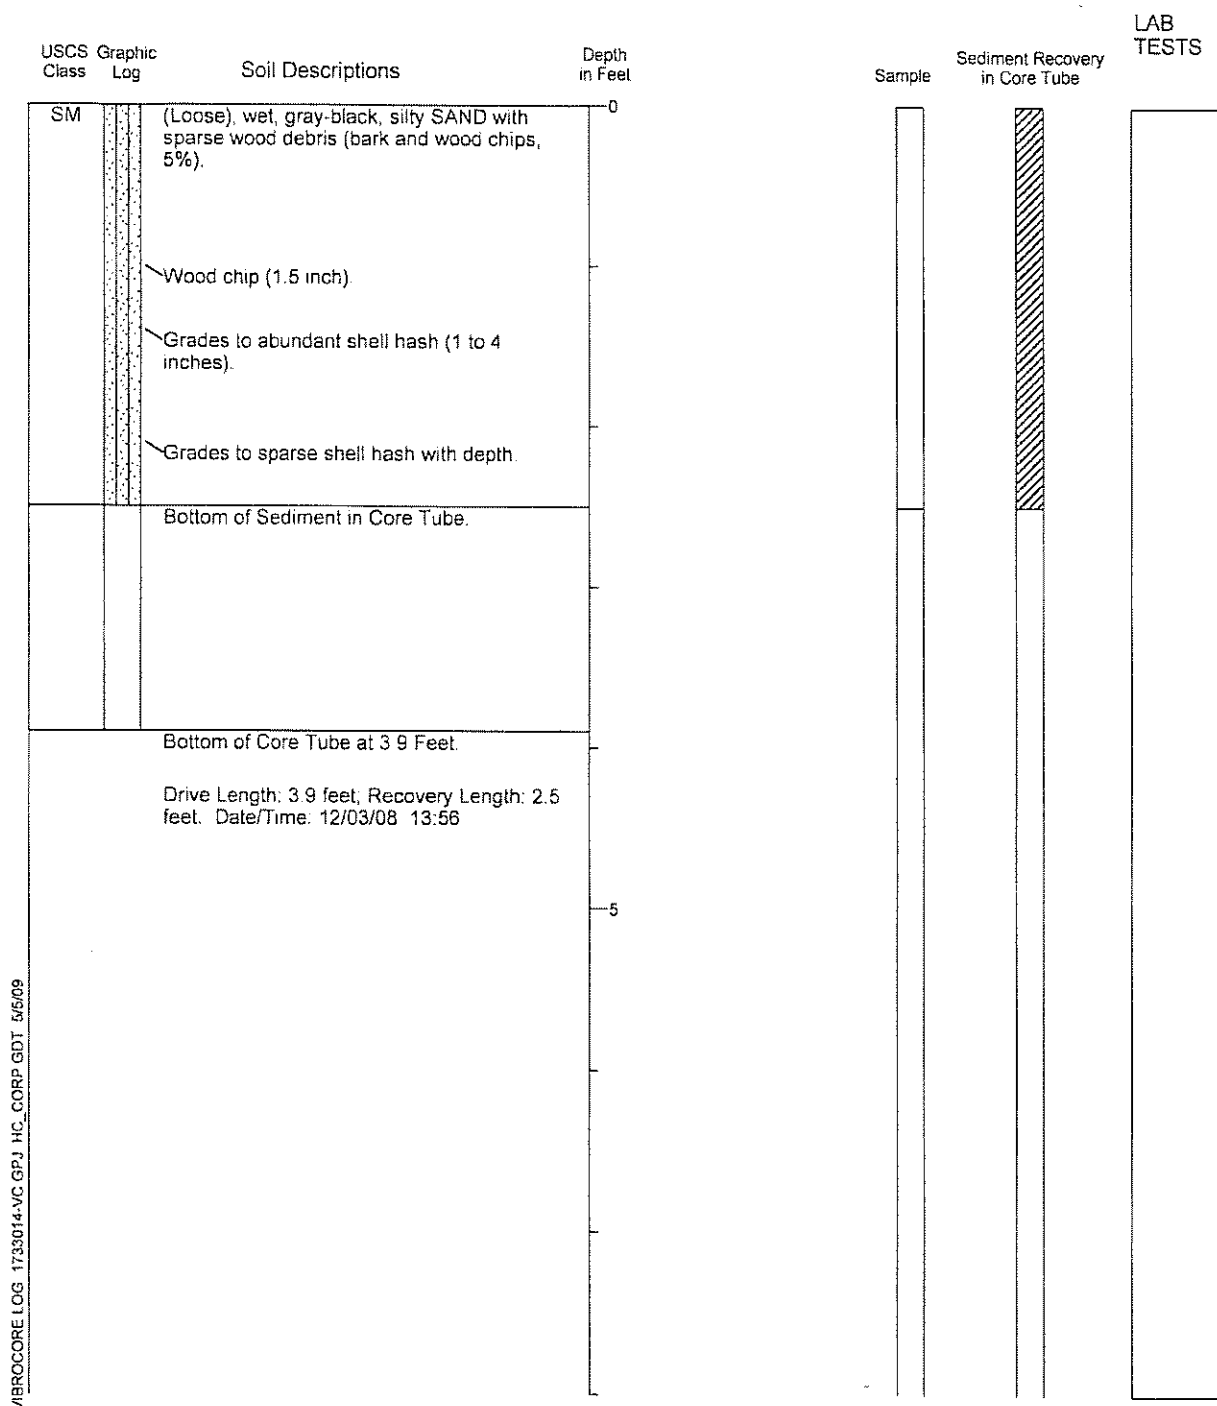 LAB
TESTS
USCS Graphic
Class Log
Soil Descriptions
Depth
in Feet
Sample
Sediment Recovery
in Core Tube
SM
(Loose), wet, gray-black, silty SAND with
sparse wood debris (bark and wood chips,
5%).
0
Wood chip (1.5 inch).
Grades to abundant shell hash (1 to 4
inches).
Grades to sparse shell hash with depth.
Bottom of Sediment in Core Tube.
Bottom of Core Tube at 3 9 Feet.
Drive Length: 3.9 feet; Recovery Length: 2.5
feet. Date/Time: 12/03/08 13:56
5
VIBROCORE LOG 1733014-VC GPJ HC_CORP GDT 5/5/09